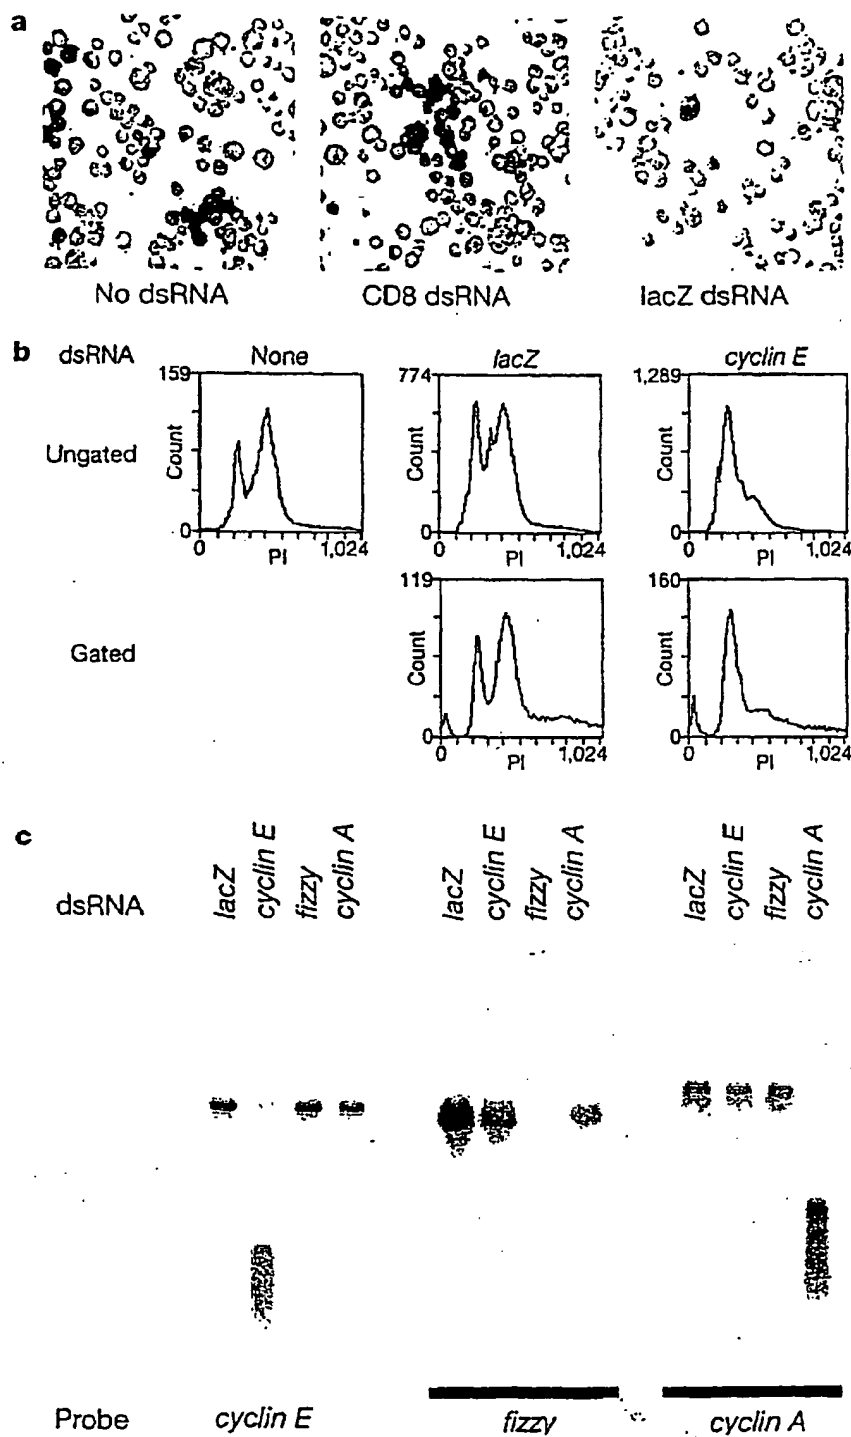 a
No dsRNA CD8 dsRNA lacZ dsRNA
b dsRNA None lacZ cyclin E
159 774 1,289
Ungated Count Count Count
0 0 0
0 PI 1,024 0 PI 1,024 0 PI 1,024
119 160
Gated Count Count
0 0
0 PI 1,024 0 PI 1,024
c
dsRNA lacZ cyclin E fizzy cyclin A lacZ cyclin E fizzy cyclin A lacZ cyclin E fizzy cyclin A
Probe cyclin E fizzy cyclin A